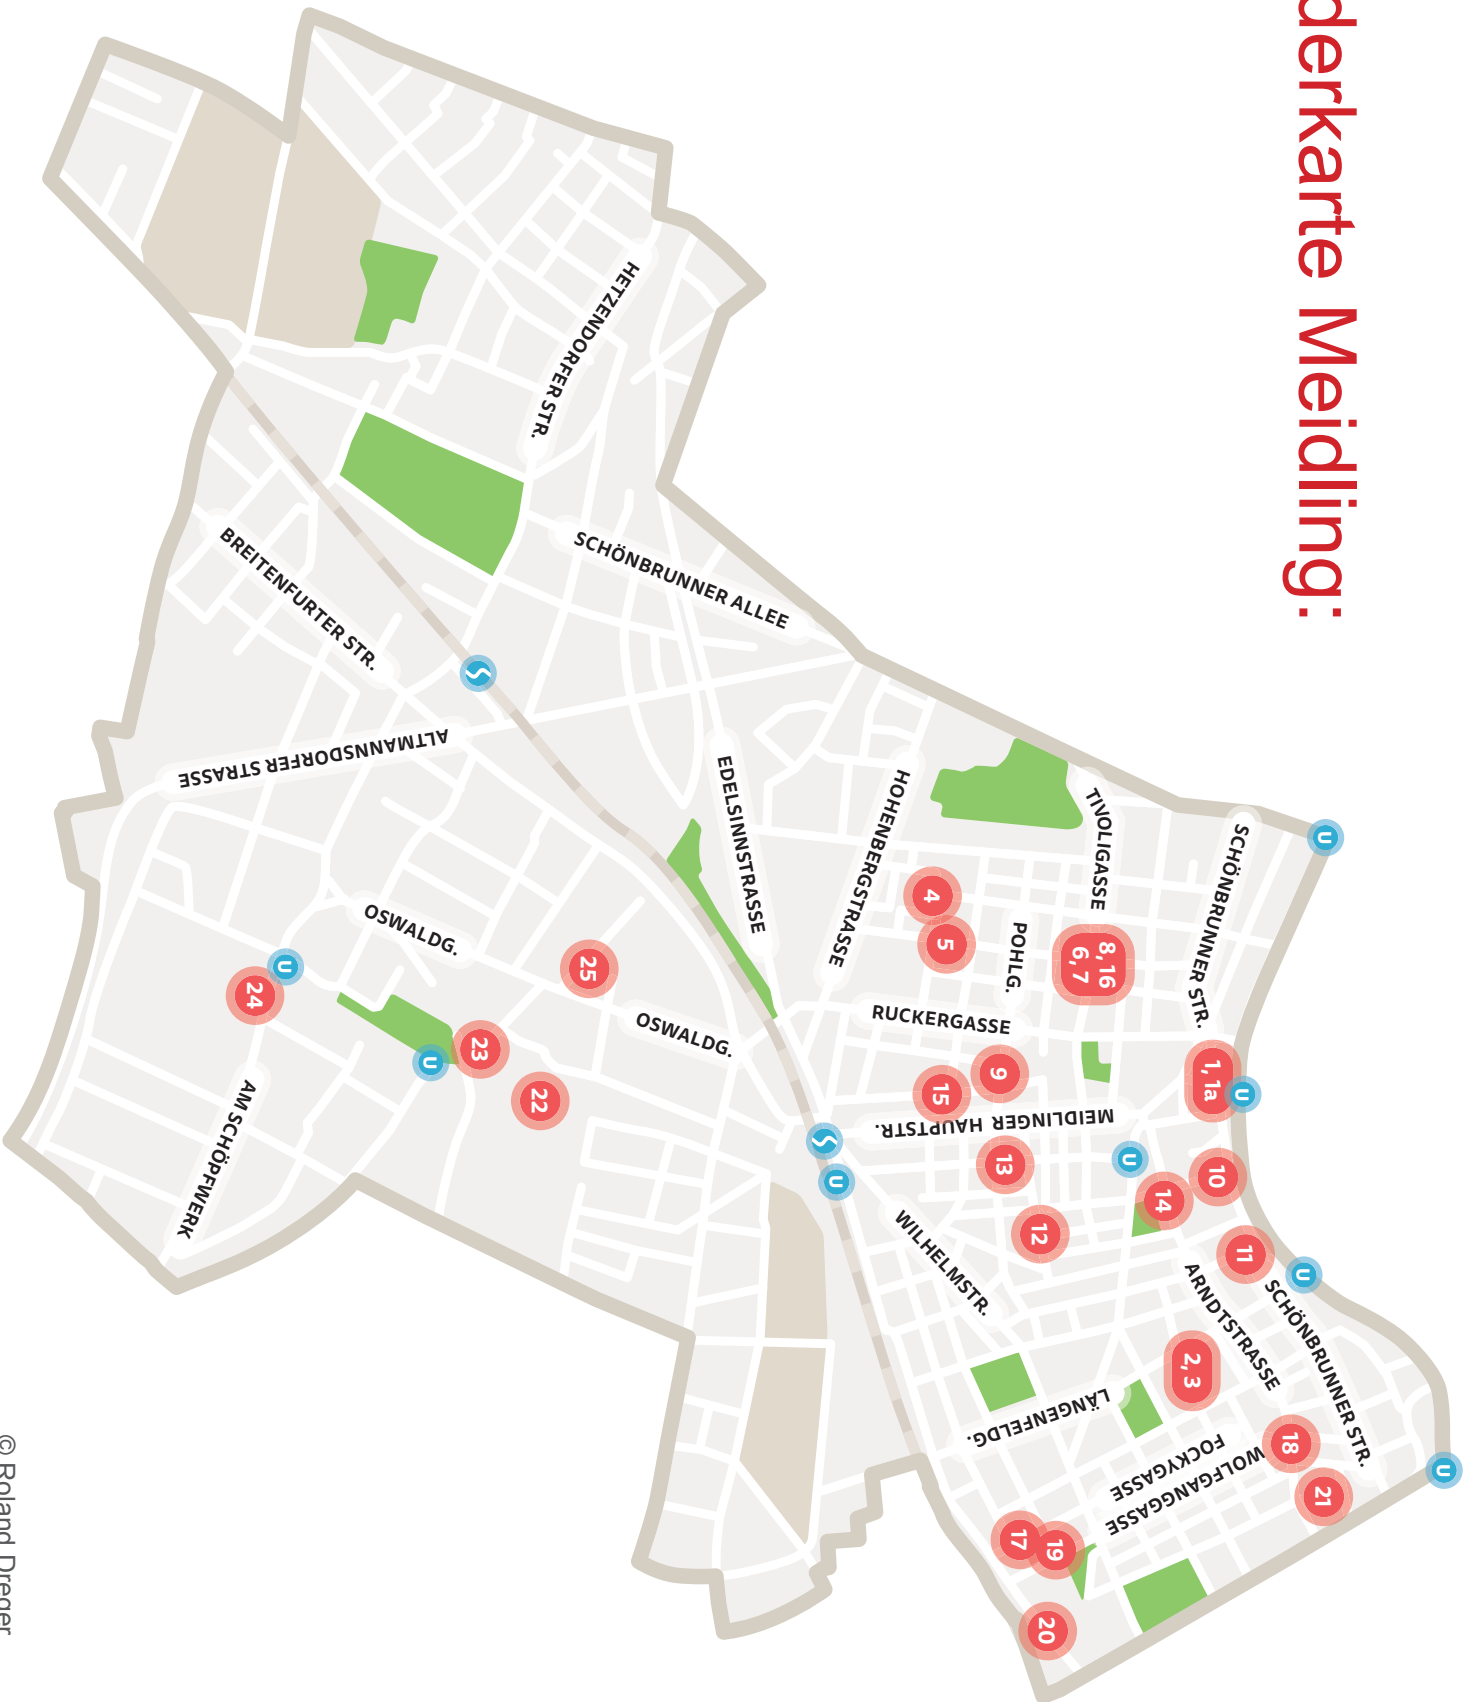 derkarte Meidling:
HETZENDORFER STR.
SCHÖNBRUNNER ALLEE
BREITENFURTER STR.
ALTMANNSDORFER STRASSE
EDELSINNSTRASSE
HOHENBERGSTRASSE
TIVOLIGASSE
SCHÖNBRUNNER STR.
U
4
5
POHLG.
8, 16
6, 7
RUCKERGASSE
OSWALDG.
OSWALDG.
25
U
24
23
U
22
AM SCHÖPFWERK
9
15
1, 1a
U
MEIDLINGER HAUPTSTR.
13
U
10
14
12
11
U
S
S
U
WILHELMSTR.
ARNDTSTRASSE
SCHÖNBRUNNER STR.
2, 3
LÄNGENFELDG.
FOCKYGASSE
WOLFGANGGASSE
18
21
U
17
19
20
© Roland Dreger